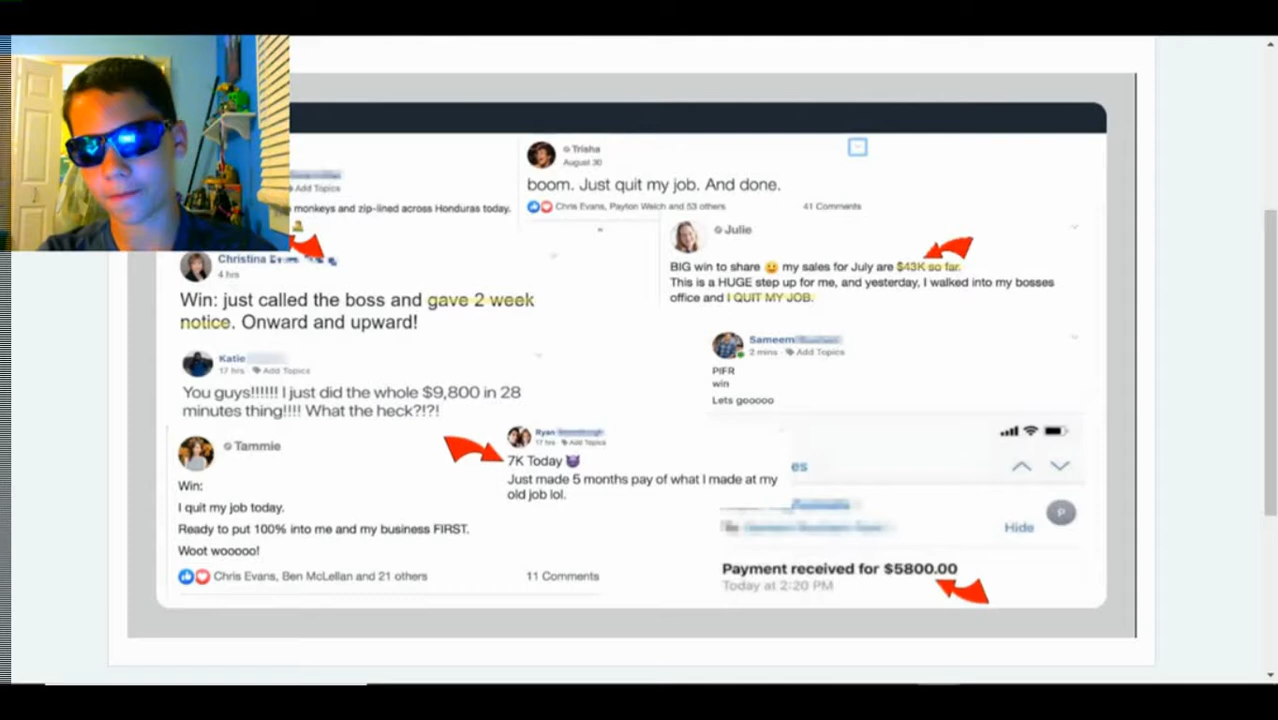 Add Topics
monkeys and zip-lined across Honduras today.
Trisha
August 30
boom. Just quit my job. And done.
Chris Evans, Payton Welch and 53 others
41 Comments
Christina
4 hrs
Win: just called the boss and gave 2 week
notice. Onward and upward!
Julie
BIG win to share 🙂 my sales for July are $43K so far.
This is a HUGE step up for me, and yesterday, I walked into my bosses
office and I QUIT MY JOB.
Katie
17 hrs · Add Topics
You guys!!!!!! I just did the whole $9,800 in 28
minutes thing!!!! What the heck?!?!
Sameem
2 mins · Add Topics
PIFR
win
Lets gooooo
Tammie
Win:
I quit my job today.
Ready to put 100% into me and my business FIRST.
Woot wooooo!
Chris Evans, Ben McLellan and 21 others
11 Comments
Ryan
17 hrs · Add Topics
7K Today 😈
Just made 5 months pay of what I made at my
old job lol.
es
P
Hide
Payment received for $5800.00
Today at 2:20 PM